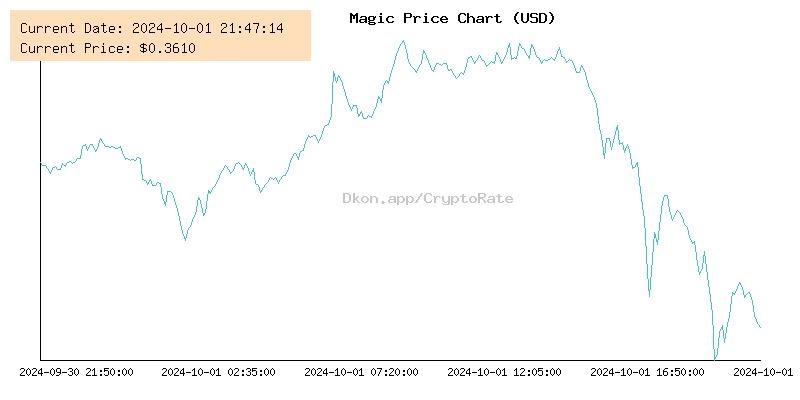 Magic Price Chart (USD)
Current Date: 2024-10-01 21:47:14
Current Price: $0.3610
Dkon.app/CryptoRate
2024-09-30 21:50:00 2024-10-01 02:35:00 2024-10-01 07:20:00 2024-10-01 12:05:00 2024-10-01 16:50:00 2024-10-01